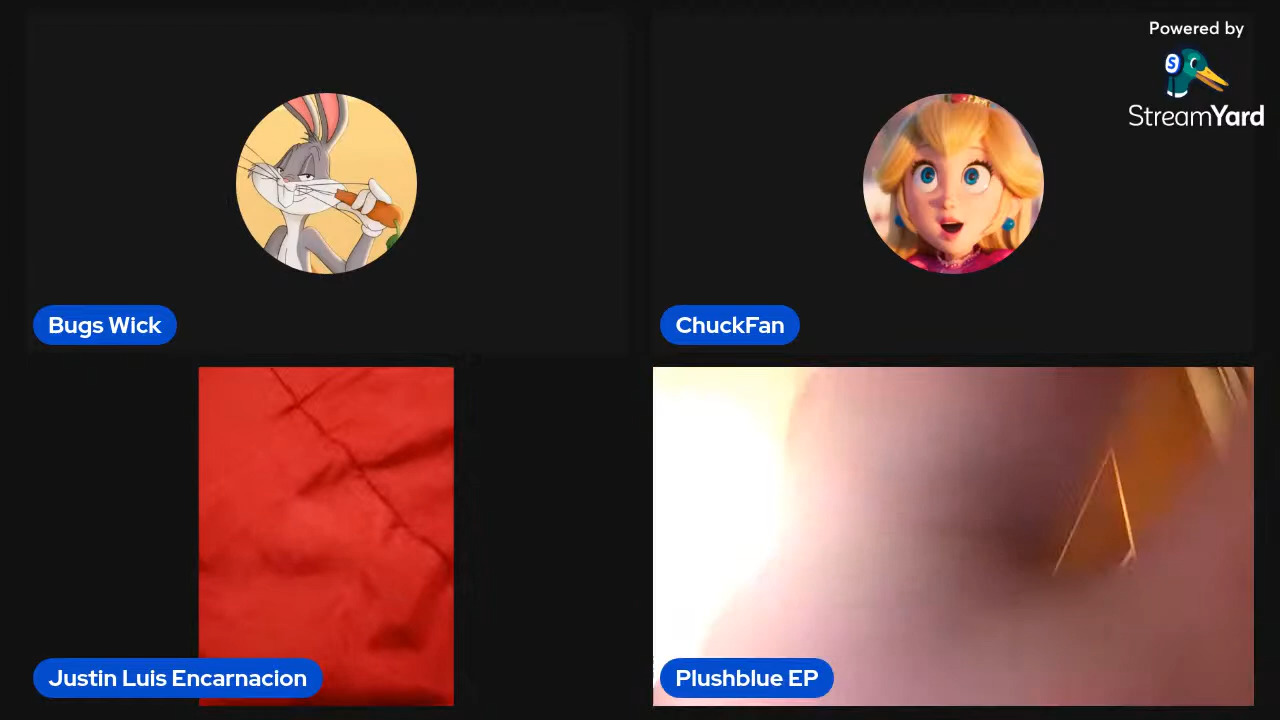 Powered by
StreamYard
Bugs Wick
ChuckFan
Justin Luis Encarnacion
Plushblue EP